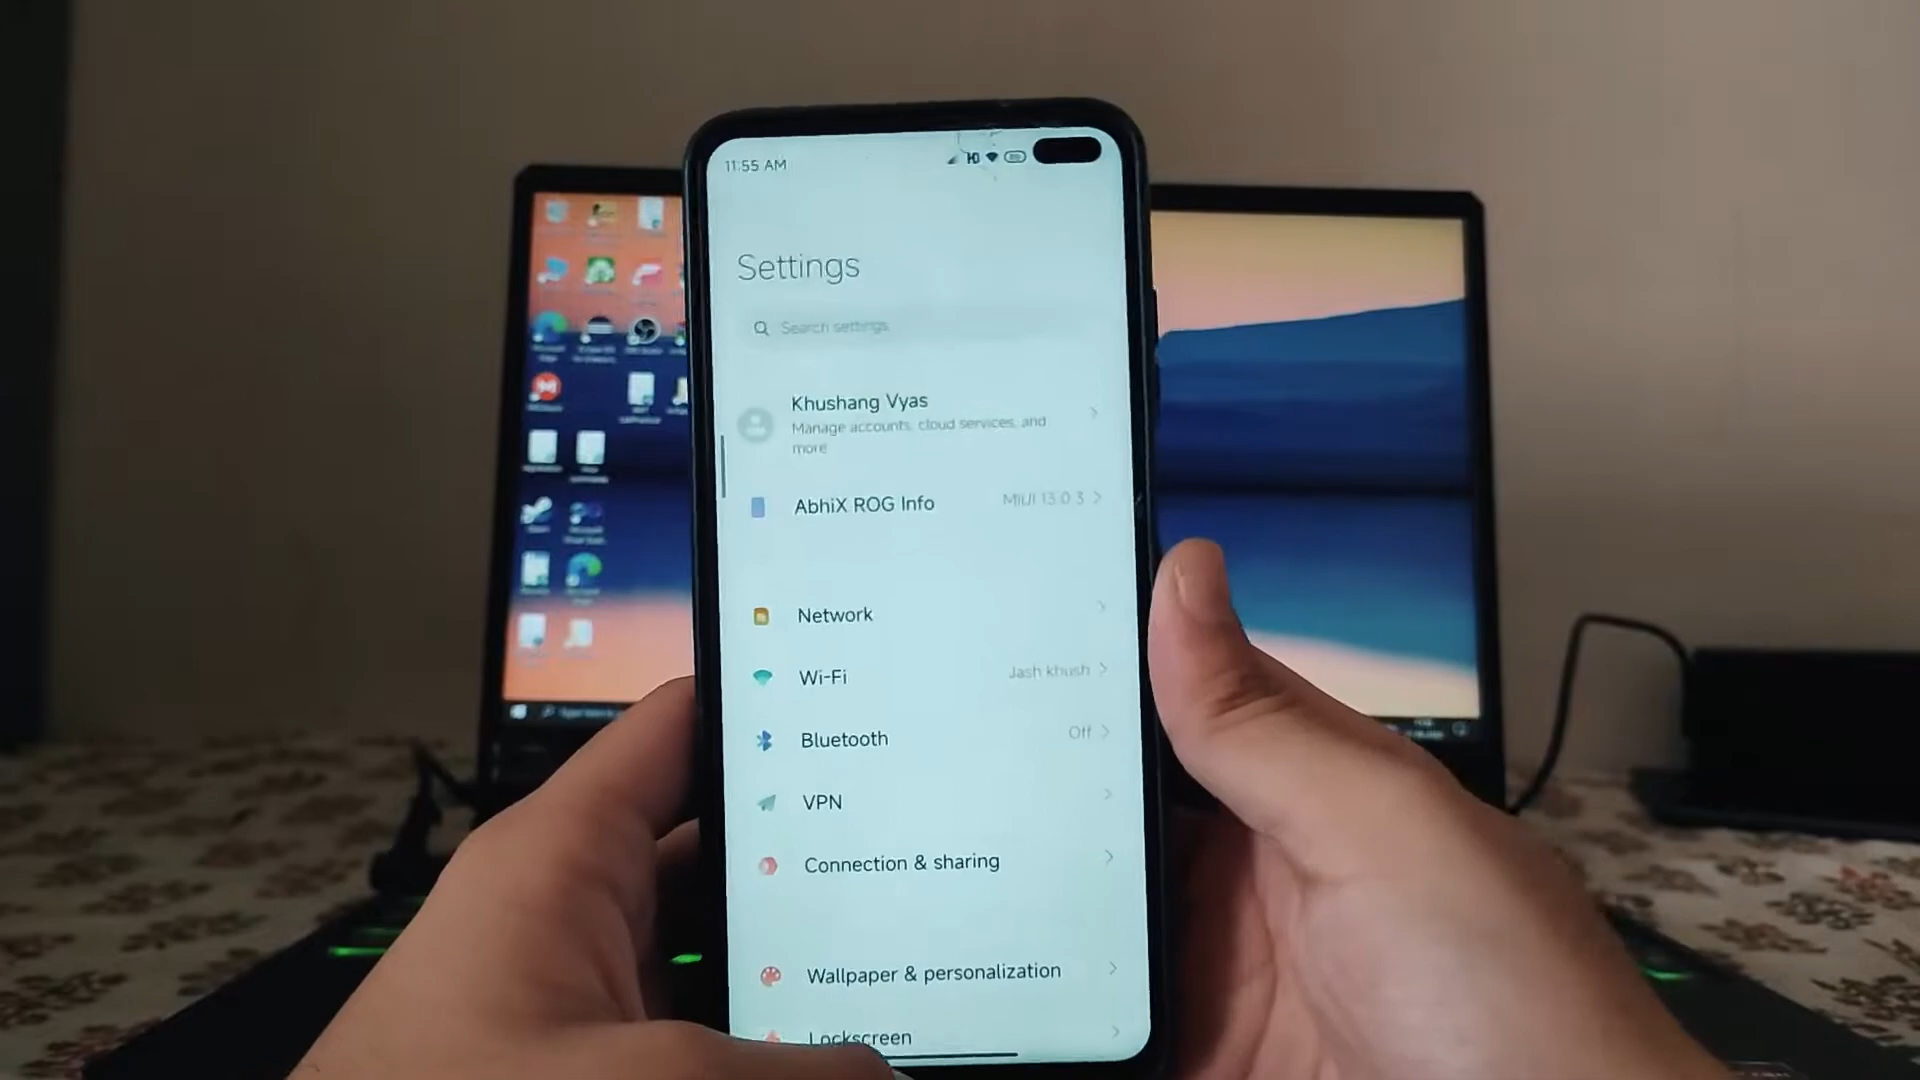 11:55 AM
Settings
Search settings
Khushang Vyas
Manage accounts, cloud services, and
more
AbhiX ROG Info
MIUI 13.0.3
Network
Wi-Fi
Jash khush
Bluetooth
Off
VPN
Connection & sharing
Wallpaper & personalization
Lockscreen